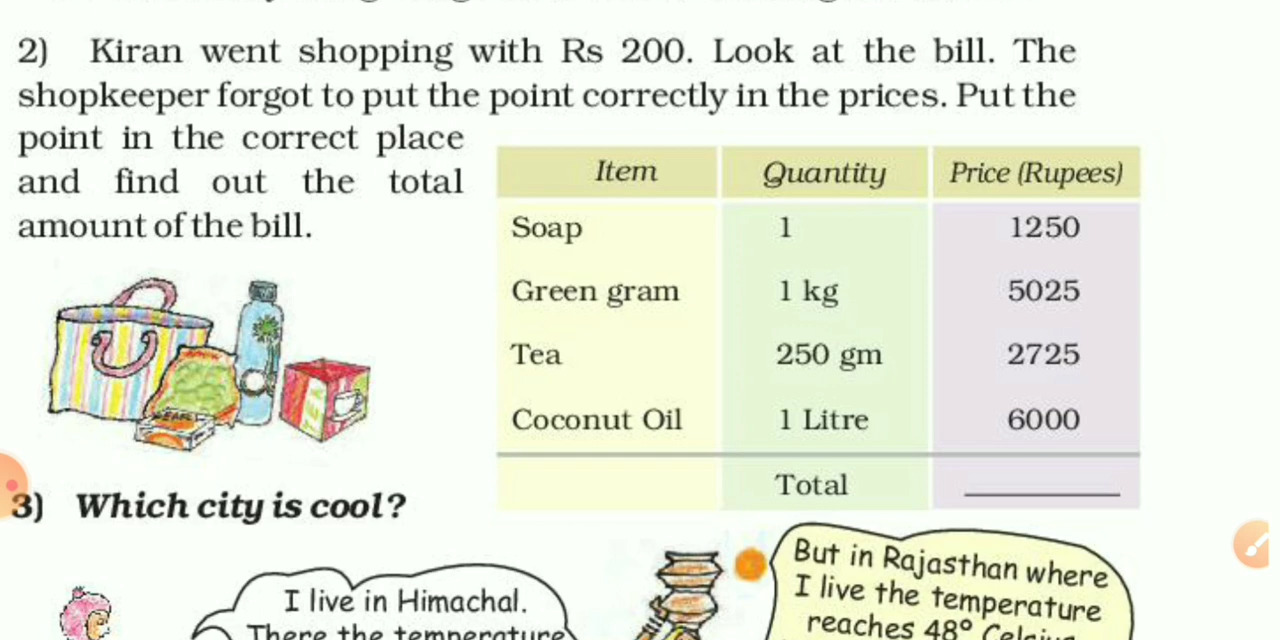 2) Kiran went shopping with Rs 200. Look at the bill. The
shopkeeper forgot to put the point correctly in the prices. Put the
point in the correct place
and find out the total
amount of the bill.
Item Quantity Price (Rupees)
Soap 1 1250
Green gram 1 kg 5025
Tea 250 gm 2725
Coconut Oil 1 Litre 6000
Total
3) Which city is cool?
I live in Himachal.
There the temperature
But in Rajasthan where
I live the temperature
reaches 48° Celsius